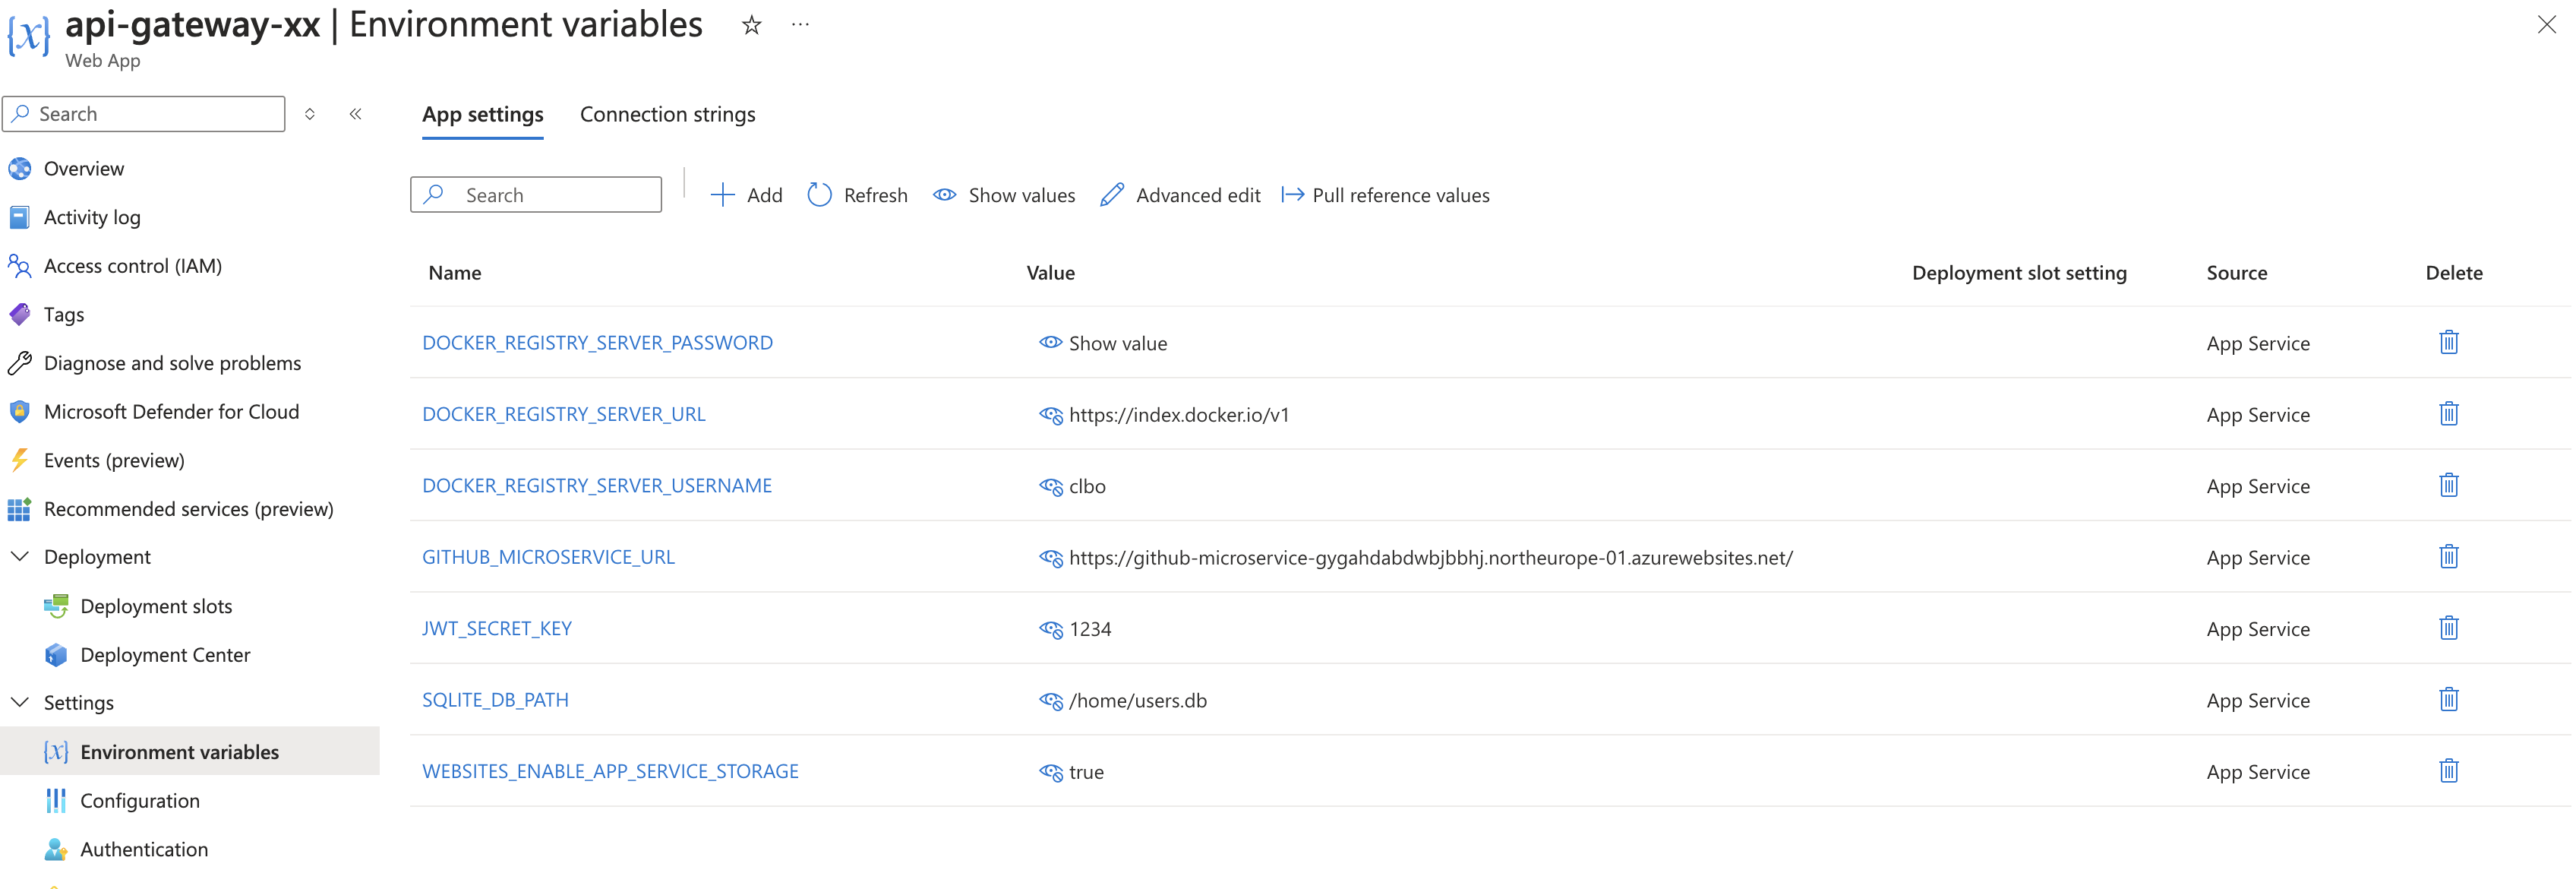 api-gateway-xx | Environment variables
Web App
Search
Overview
Activity log
Access control (IAM)
Tags
Diagnose and solve problems
Microsoft Defender for Cloud
Events (preview)
Recommended services (preview)
Deployment
Deployment slots
Deployment Center
Settings
Environment variables
Configuration
Authentication
App settings Connection strings
Search Add Refresh Show values Advanced edit Pull reference values
Name Value Deployment slot setting Source Delete
DOCKER_REGISTRY_SERVER_PASSWORD Show value App Service
DOCKER_REGISTRY_SERVER_URL https://index.docker.io/v1 App Service
DOCKER_REGISTRY_SERVER_USERNAME clbo App Service
GITHUB_MICROSERVICE_URL https://github-microservice-gygahdabdwbjbbhj.northeurope-01.azurewebsites.net/ App Service
JWT_SECRET_KEY 1234 App Service
SQLITE_DB_PATH /home/users.db App Service
WEBSITES_ENABLE_APP_SERVICE_STORAGE true App Service